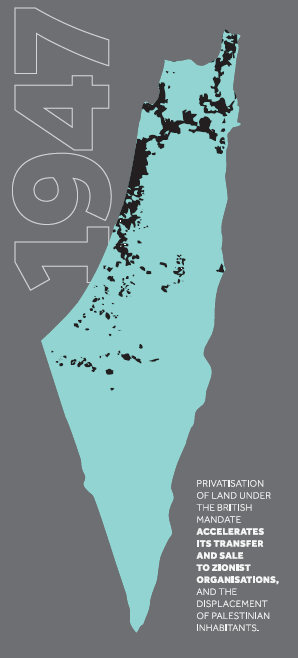 1947
PRIVATISATION
OF LAND UNDER
THE BRITISH
MANDATE
ACCELERATES
ITS TRANSFER
AND SALE
TO ZIONIST
ORGANISATIONS,
AND THE
DISPLACEMENT
OF PALESTINIAN
INHABITANTS.